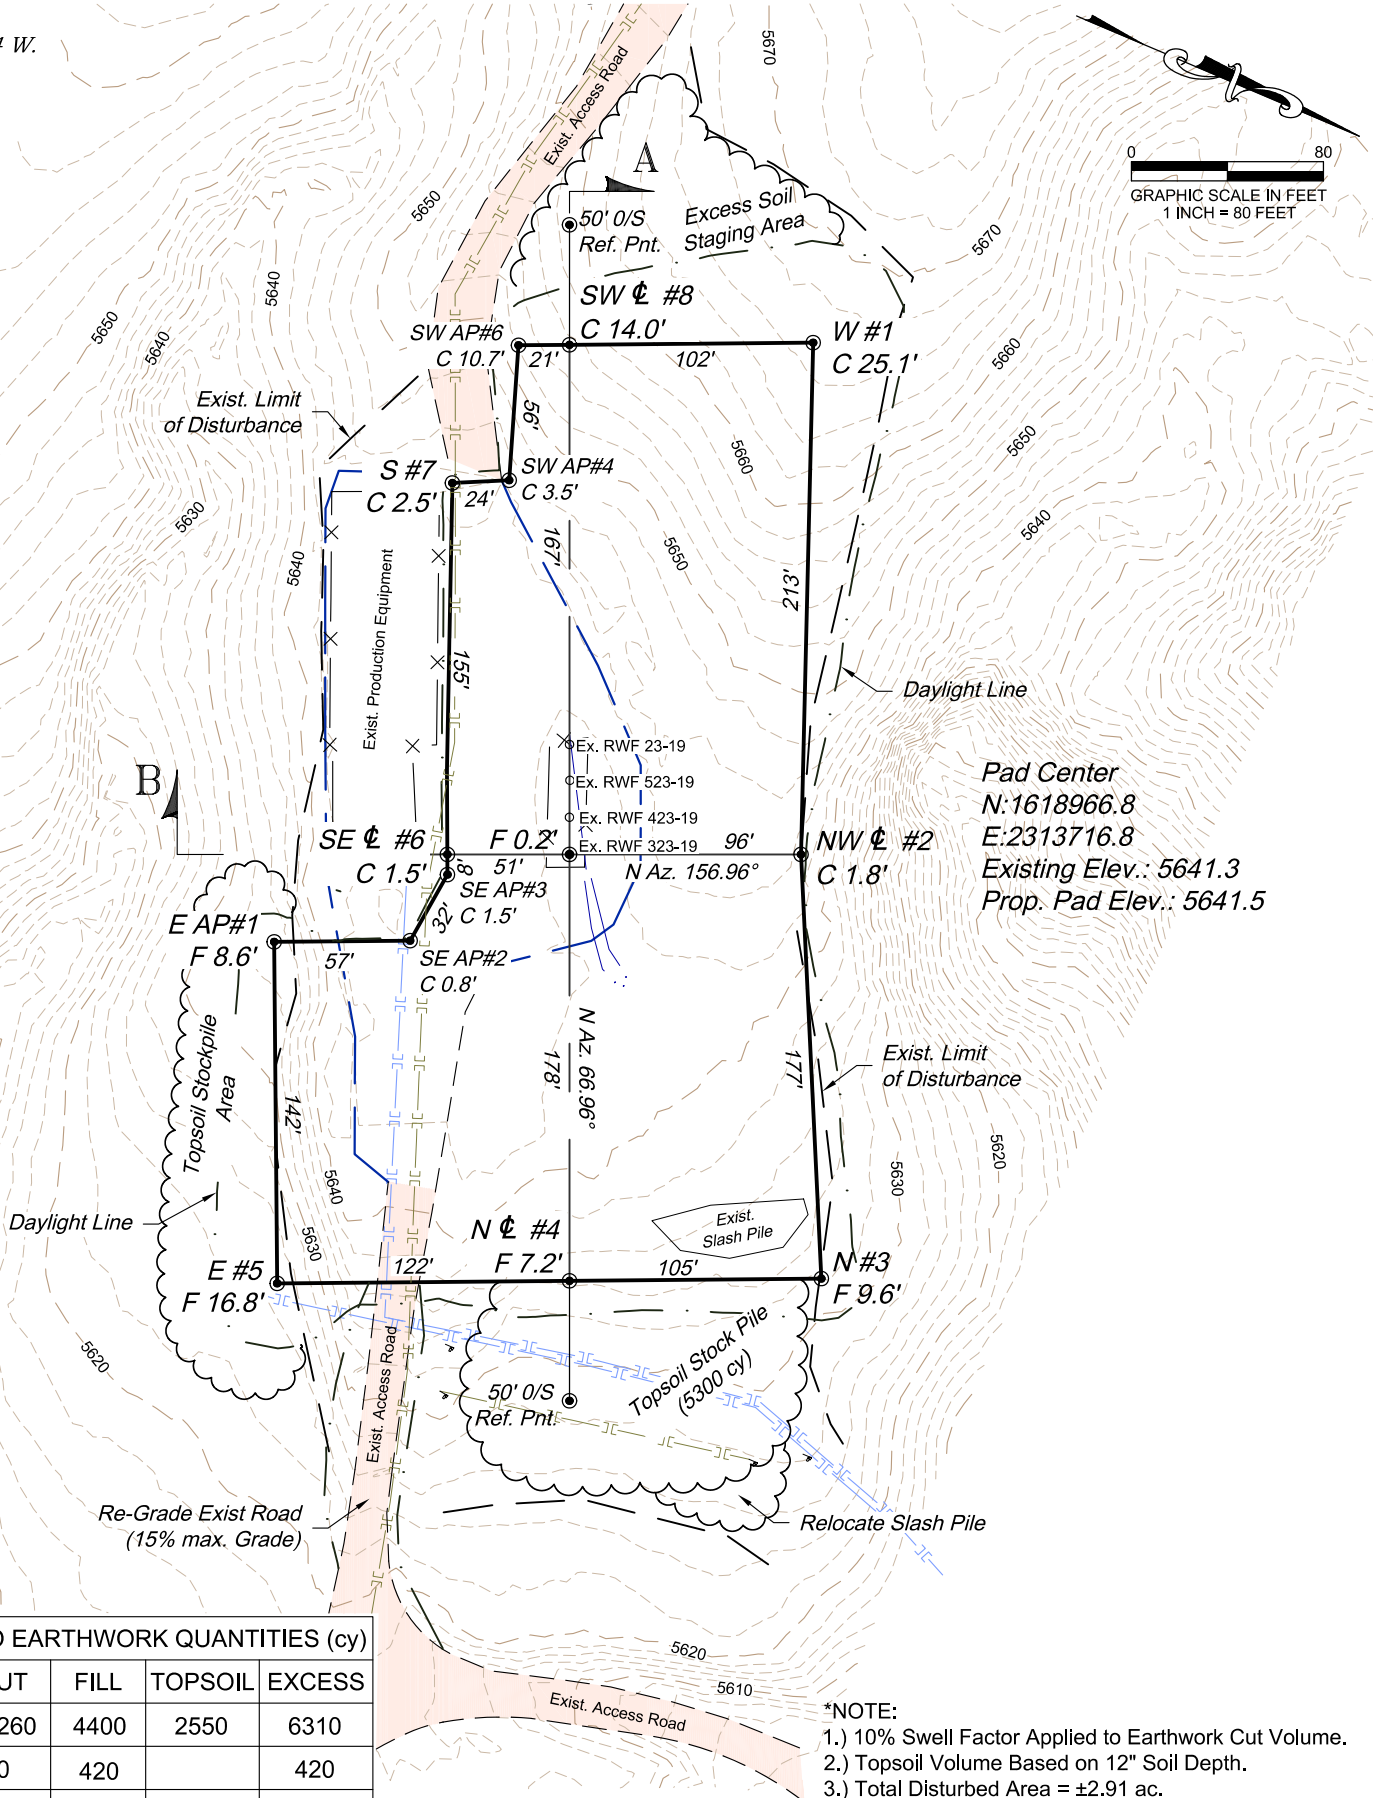 W.
5670
0 80
GRAPHIC SCALE IN FEET
1 INCH = 80 FEET
Exist. Access Road
A
5650
50' 0/S
Ref. Pnt.
Excess Soil
Staging Area
5670
5640
SW ℄ #8
C 14.0'
SW AP#6
C 10.7'
21'
102'
W #1
C 25.1'
5650
5640
5660
Exist. Limit
of Disturbance
56'
5660
5650
S #7
C 2.5'
24'
SW AP#4
C 3.5'
5630
5640
5640
167'
5650
213'
Exist. Production Equipment
155'
Daylight Line
Ex. RWF 23-19
Ex. RWF 523-19
Ex. RWF 423-19
Ex. RWF 323-19
B
Pad Center
N:1618966.8
E:2313716.8
Existing Elev.: 5641.3
Prop. Pad Elev.: 5641.5
SE ℄ #6
C 1.5'
F 0.2'
51'
96'
N Az. 156.96°
NW ℄ #2
C 1.8'
8'
SE AP#3
C 1.5'
32'
E AP#1
F 8.6'
57'
SE AP#2
C 0.8'
N Az. 66.96°
178'
177'
Exist. Limit
of Disturbance
Topsoil Stockpile
Area
142'
5640
5620
5630
Daylight Line
5630
N ℄ #4
F 7.2'
Exist.
Slash Pile
E #5
F 16.8'
122'
105'
N #3
F 9.6'
5620
Exist. Access Road
50' 0/S
Ref. Pnt.
Topsoil Stock Pile
(5300 cy)
Re-Grade Exist Road
(15% max. Grade)
Relocate Slash Pile
EARTHWORK QUANTITIES (cy)
UT FILL TOPSOIL EXCESS
260 4400 2550 6310
0 420 420
5620
5610
Exist. Access Road
*NOTE:
1.) 10% Swell Factor Applied to Earthwork Cut Volume.
2.) Topsoil Volume Based on 12" Soil Depth.
3.) Total Disturbed Area = ±2.91 ac.